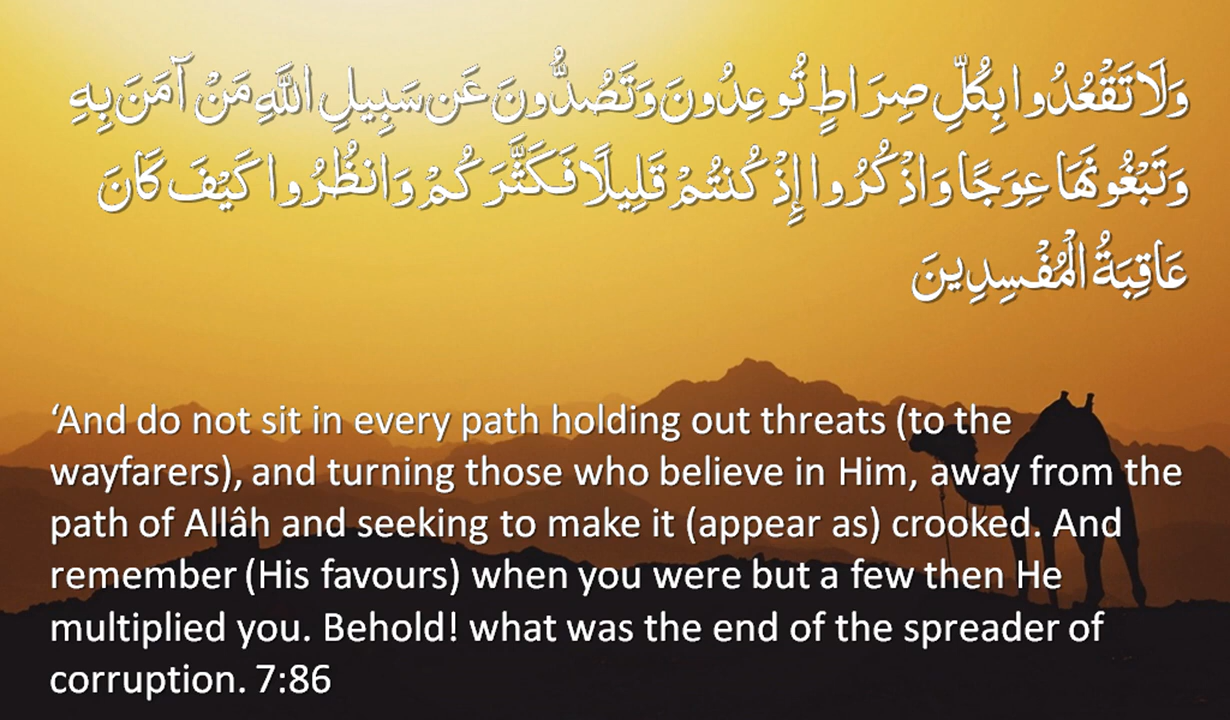 وَلَا تَقْعُدُوا بِكُلِّ صِرَاطٍ تُوعِدُونَ وَتَصُدُّونَ عَن سَبِيلِ اللَّهِ مَنْ آمَنَ بِهِ
وَتَبْغُونَهَا عِوَجًا وَاذْكُرُوا إِذْ كُنتُمْ قَلِيلًا فَكَثَّرَكُمْ وَانظُرُوا كَيْفَ كَانَ
عَاقِبَةُ الْمُفْسِدِينَ
‘And do not sit in every path holding out threats (to the
wayfarers), and turning those who believe in Him, away from the
path of Allâh and seeking to make it (appear as) crooked. And
remember (His favours) when you were but a few then He
multiplied you. Behold! what was the end of the spreader of
corruption. 7:86